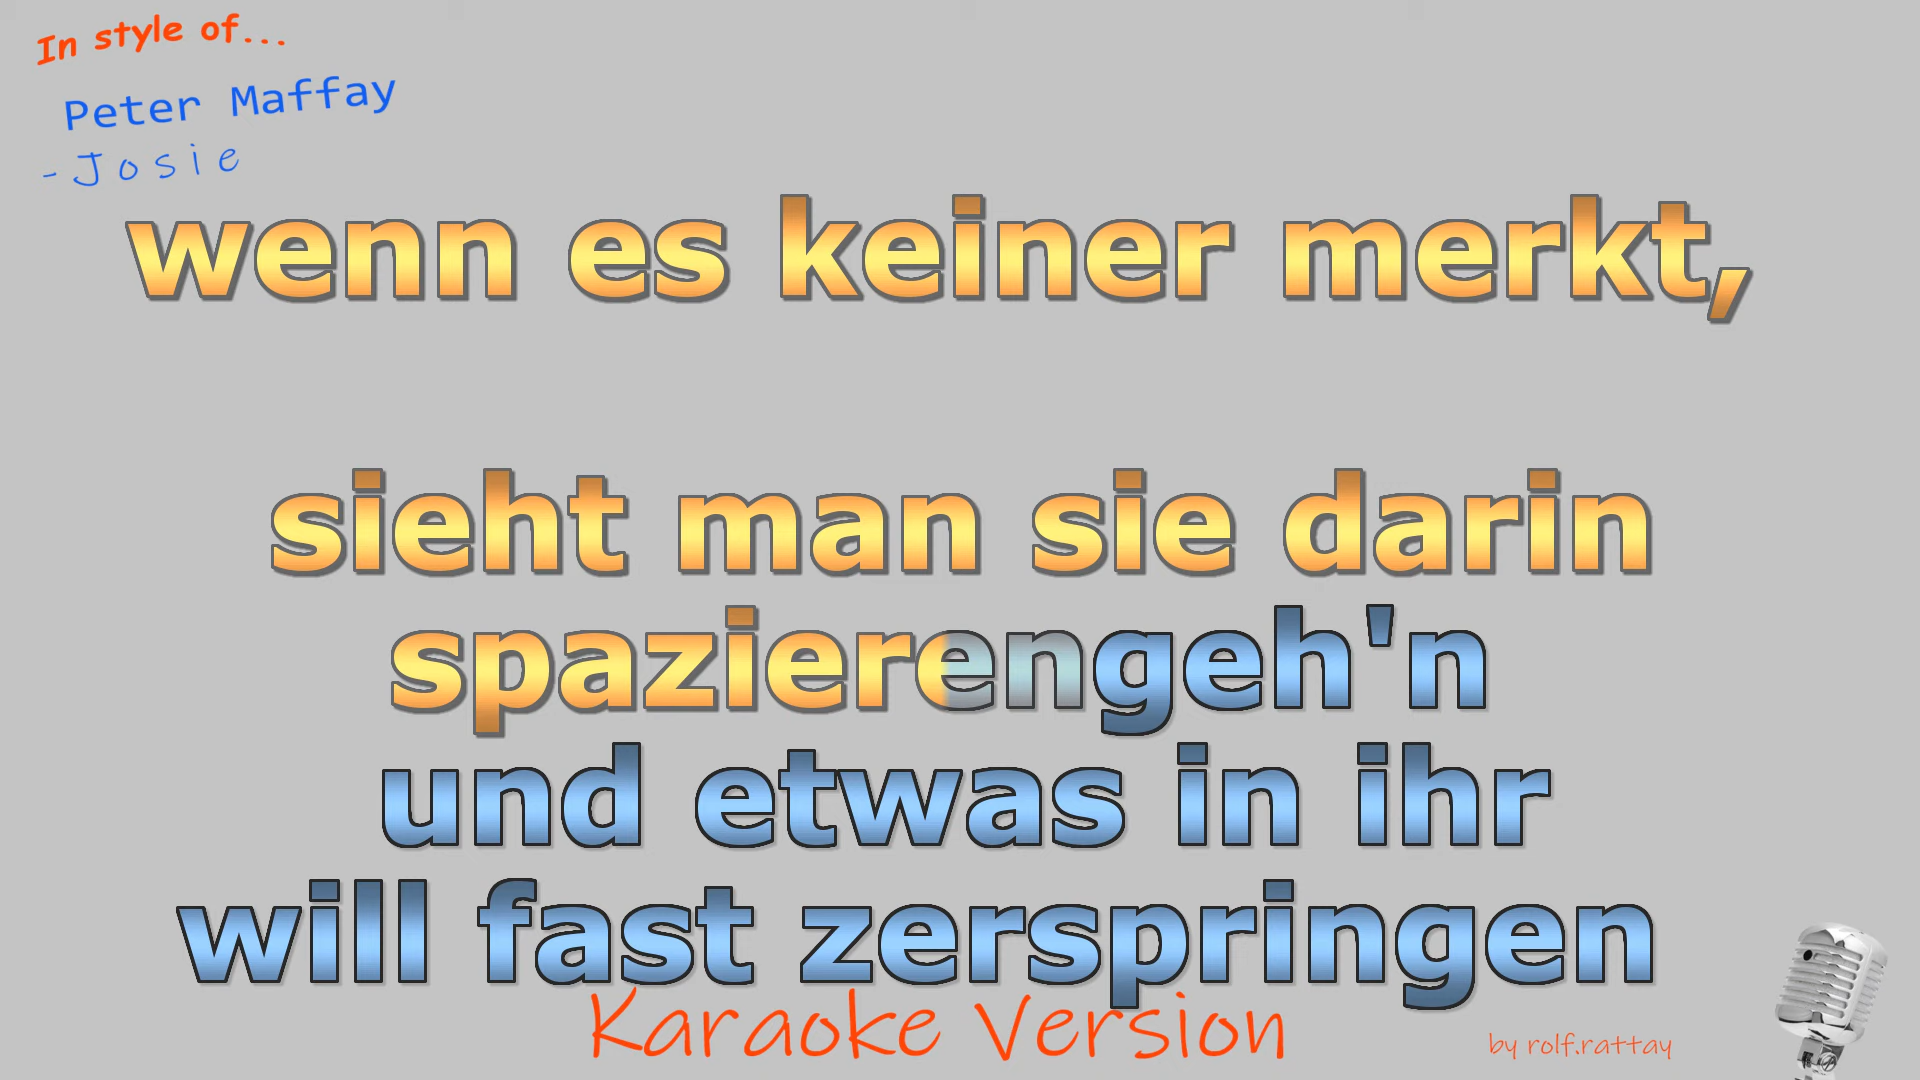 In style of...
Peter Maffay
- Josie
wenn es keiner merkt,
sieht man sie darin
spazierengeh'n
und etwas in ihr
will fast zerspringen
Karaoke Version
by rolf.rattay